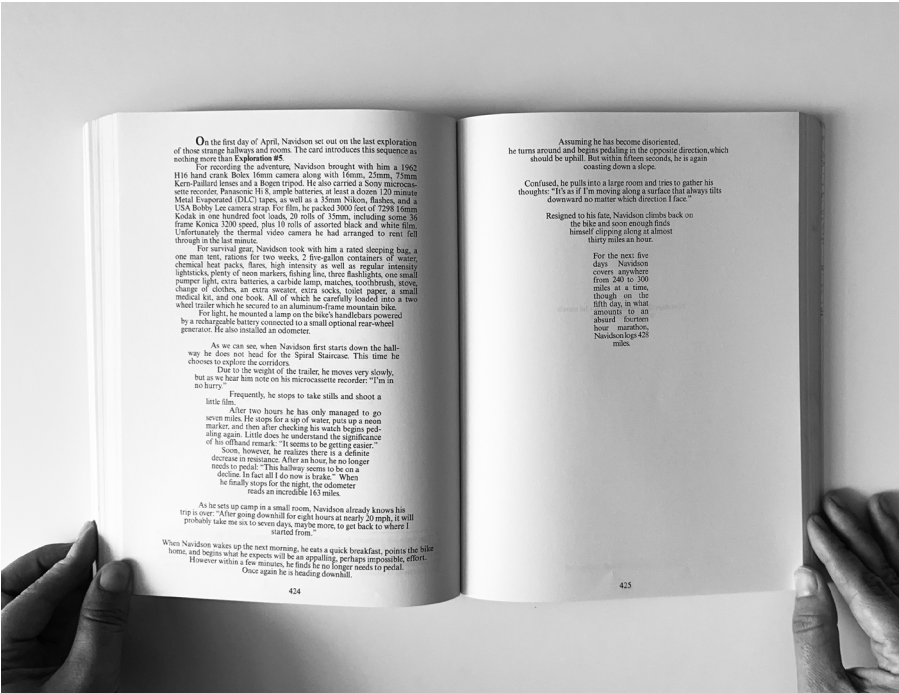 On the first day of April, Navidson set out on the last exploration
of those strange hallways and rooms. The card introduces this sequence as
nothing more than Exploration #5.
For recording the adventure, Navidson brought with him a 1962
H16 hand crank Bolex 16mm camera along with 16mm, 25mm, 75mm
Kern-Paillard lenses and a Bogen tripod. He also carried a Sony microcas-
sette recorder, Panasonic Hi 8, ample batteries, at least a dozen 120 minute
Metal Evaporated (DLC) tapes, as well as a 35mm Nikon, flashes, and a
USA Bobby Lee camera strap. For film, he packed 3000 feet of 7298 16mm
Kodak in one hundred foot loads, 20 rolls of 35mm, including some 36
frame Konica 3200 speed, plus 10 rolls of assorted black and white film.
Unfortunately the thermal video camera he had arranged to rent fell
through in the last minute.
For survival gear, Navidson took with him a rated sleeping bag, a
one man tent, rations for two weeks, 2 five-gallon containers of water,
chemical heat packs, flares, high intensity as well as regular intensity
lightsticks, plenty of neon markers, fishing line, three flashlights, one small
pumper light, extra batteries, a carbide lamp, matches, toothbrush, stove,
change of clothes, an extra sweater, extra socks, toilet paper, a small
medical kit, and one book. All of which he carefully loaded into a two
wheel trailer which he secured to an aluminum-frame mountain bike.
For light, he mounted a lamp on the bike's handlebars powered
by a rechargeable battery connected to a small optional rear-wheel
generator. He also installed an odometer.
As we can see, when Navidson first starts down the hall-
way he does not head for the Spiral Staircase. This time he
chooses to explore the corridors.
Due to the weight of the trailer, he moves very slowly,
but as we hear him note on his microcassette recorder: "I'm in
no hurry."
Frequently, he stops to take stills and shoot a
little film.
After two hours he has only managed to go
seven miles. He stops for a sip of water, puts up a neon
marker, and then after checking his watch begins ped-
aling again. Little does he understand the significance
of his offhand remark: "It seems to be getting easier."
Soon, however, he realizes there is a definite
decrease in resistance. After an hour, he no longer
needs to pedal: "This hallway seems to be on a
decline. In fact all I do now is brake." When
he finally stops for the night, the odometer
reads an incredible 163 miles.
As he sets up camp in a small room, Navidson already knows his
trip is over: "After going downhill for eight hours at nearly 20 mph, it will
probably take me six to seven days, maybe more, to get back to where I
started from."
When Navidson wakes up the next morning, he eats a quick breakfast, points the bike
home, and begins what he expects will be an appalling, perhaps impossible, effort.
However within a few minutes, he finds he no longer needs to pedal.
Once again he is heading downhill.
424
Assuming he has become disoriented,
he turns around and begins pedaling in the opposite direction, which
should be uphill. But within fifteen seconds, he is again
coasting down a slope.
Confused, he pulls into a large room and tries to gather his
thoughts: "It's as if I'm moving along a surface that always tilts
downward no matter which direction I face."
Resigned to his fate, Navidson climbs back on
the bike and soon enough finds
himself clipping along at almost
thirty miles an hour.
For the next five
days Navidson
covers anywhere
from 240 to 300
miles at a time,
though on the
fifth day, in what
amounts to an
absurd fourteen
hour marathon,
Navidson logs 428
miles.
425